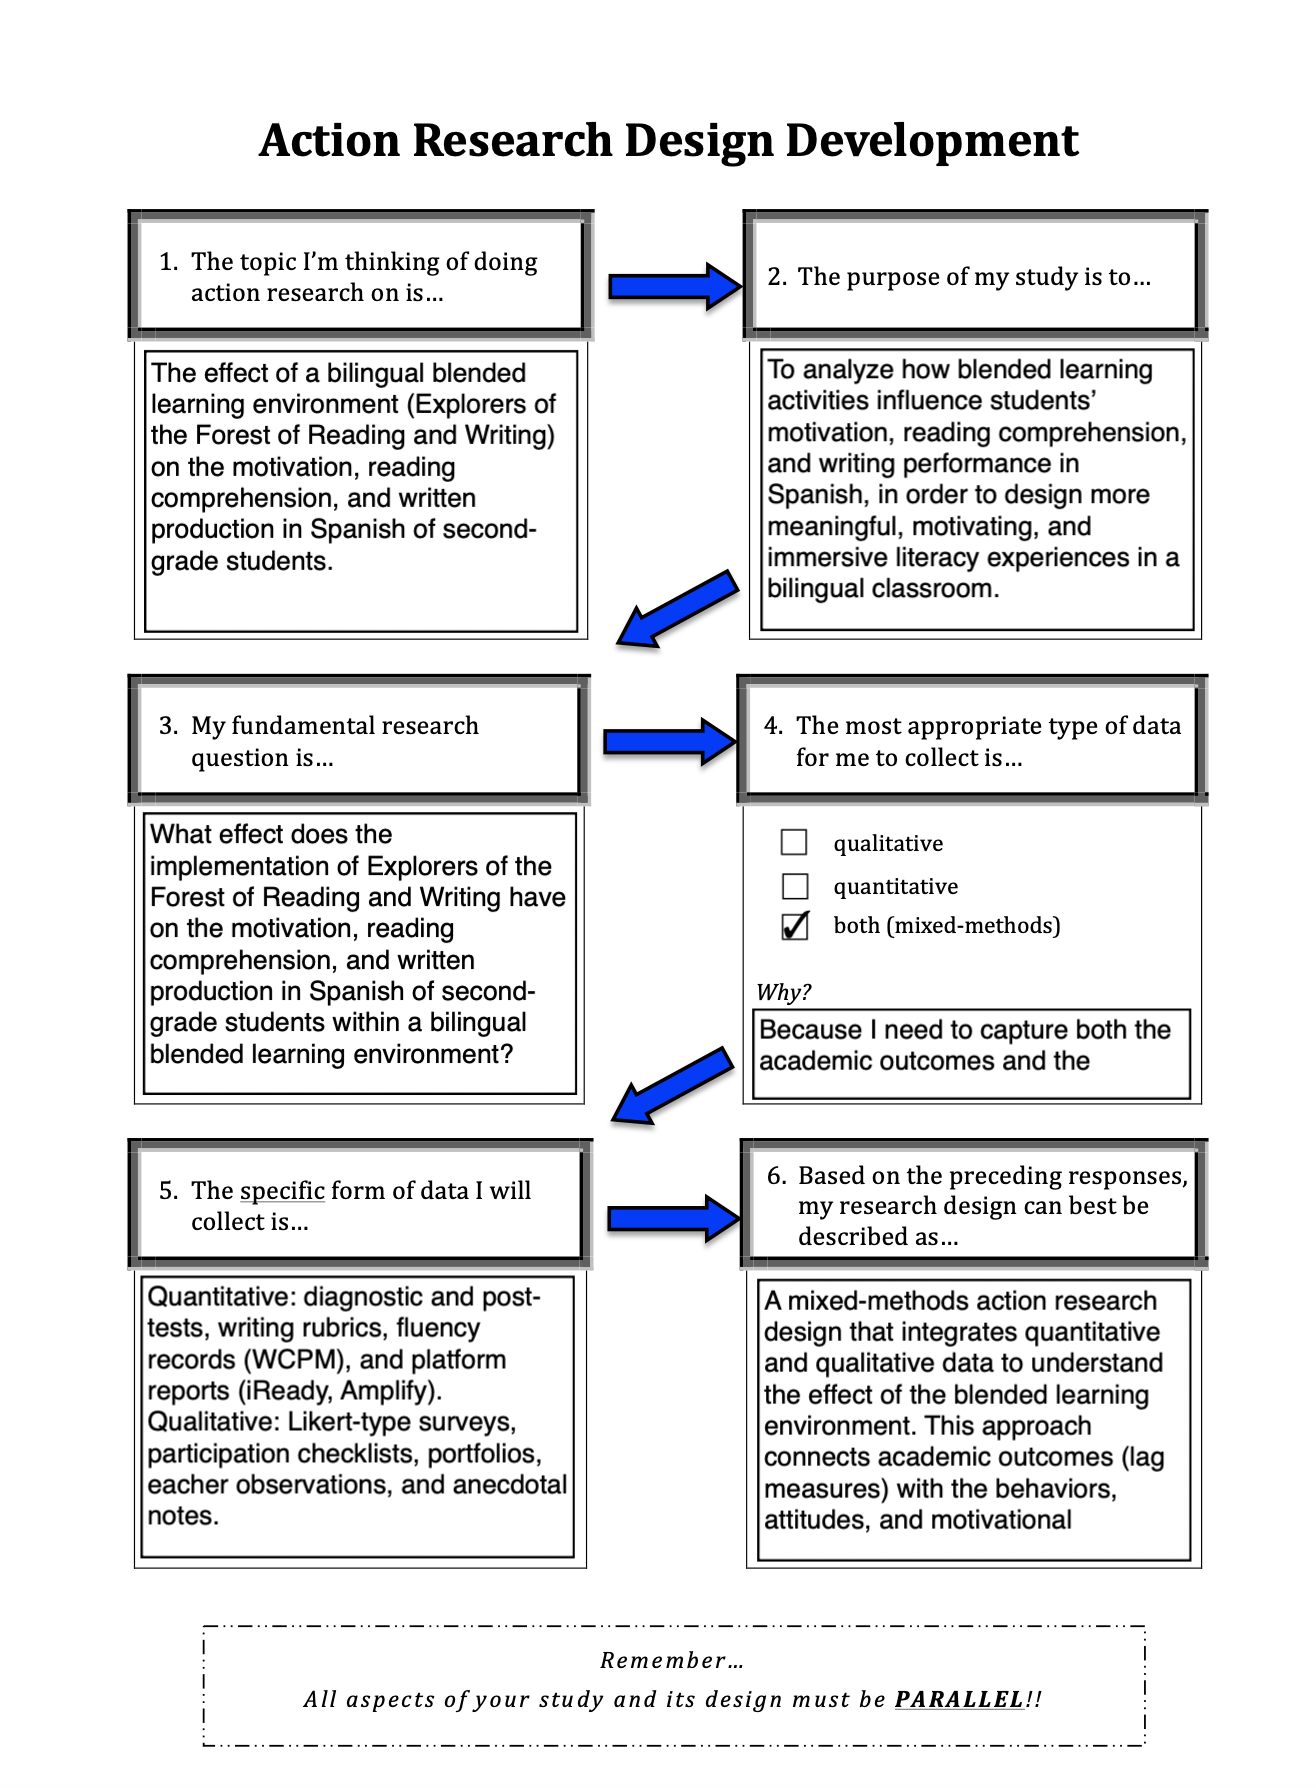 Action Research Design Development
1. The topic I'm thinking of doing
action research on is…
The effect of a bilingual blended
learning environment (Explorers of
the Forest of Reading and Writing)
on the motivation, reading
comprehension, and written
production in Spanish of second-
grade students.
2. The purpose of my study is to…
To analyze how blended learning
activities influence students'
motivation, reading comprehension,
and writing performance in
Spanish, in order to design more
meaningful, motivating, and
immersive literacy experiences in a
bilingual classroom.
3. My fundamental research
question is…
What effect does the
implementation of Explorers of the
Forest of Reading and Writing have
on the motivation, reading
comprehension, and written
production in Spanish of second-
grade students within a bilingual
blended learning environment?
4. The most appropriate type of data
for me to collect is…
qualitative
quantitative
both (mixed-methods)
Why?
Because I need to capture both the
academic outcomes and the
5. The specific form of data I will
collect is…
Quantitative: diagnostic and post-
tests, writing rubrics, fluency
records (WCPM), and platform
reports (iReady, Amplify).
Qualitative: Likert-type surveys,
participation checklists, portfolios,
eacher observations, and anecdotal
notes.
6. Based on the preceding responses,
my research design can best be
described as…
A mixed-methods action research
design that integrates quantitative
and qualitative data to understand
the effect of the blended learning
environment. This approach
connects academic outcomes (lag
measures) with the behaviors,
attitudes, and motivational
Remember…
All aspects of your study and its design must be PARALLEL!!